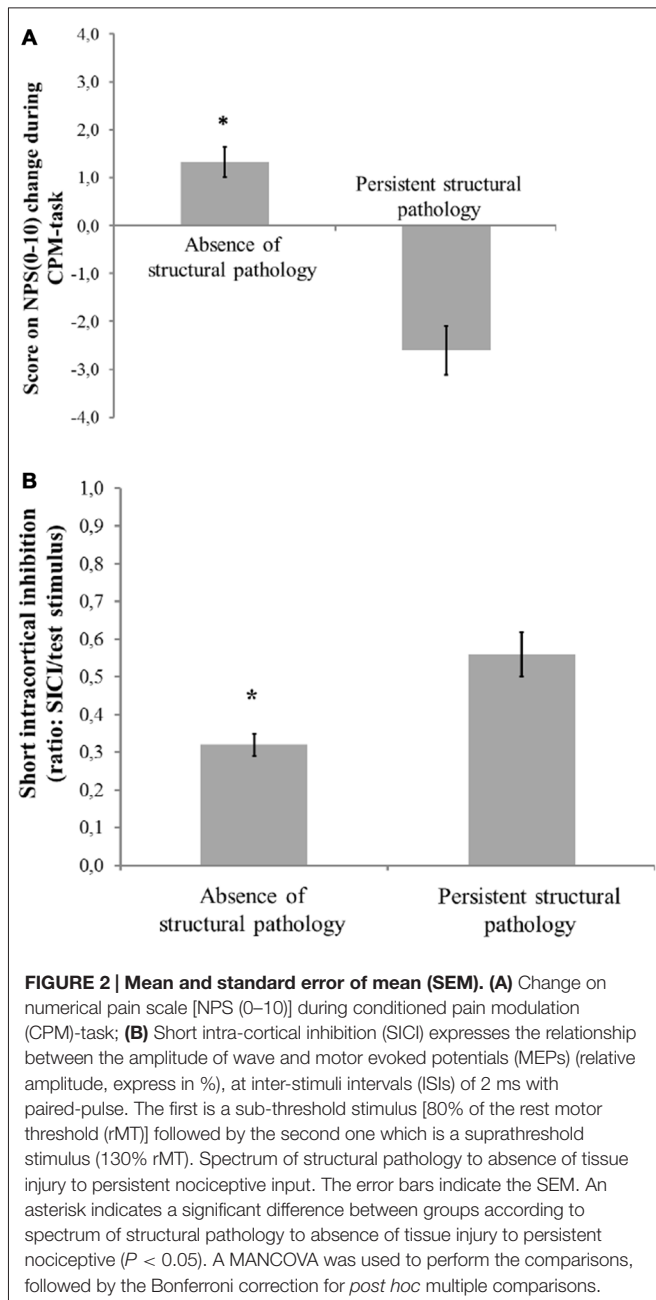 A
Score on NPS(0-10) change during
CPM-task
4,0
3,0
2,0
1,0
0,0
-1,0
-2,0
-3,0
-4,0
*
Absence of
structural pathology
Persistent structural
pathology
B
Short intracortical inhibition
(ratio: SICI/test stimulus)
1,0
0,9
0,8
0,7
0,6
0,5
0,4
0,3
0,2
0,1
0,0
*
Absence of
structural pathology
Persistent structural
pathology
FIGURE 2 | Mean and standard error of mean (SEM). (A) Change on
numerical pain scale [NPS (0–10)] during conditioned pain modulation
(CPM)-task; (B) Short intra-cortical inhibition (SICI) expresses the relationship
between the amplitude of wave and motor evoked potentials (MEPs) (relative
amplitude, express in %), at inter-stimuli intervals (ISIs) of 2 ms with
paired-pulse. The first is a sub-threshold stimulus [80% of the rest motor
threshold (rMT)] followed by the second one which is a suprathreshold
stimulus (130% rMT). Spectrum of structural pathology to absence of tissue
injury to persistent nociceptive input. The error bars indicate the SEM. An
asterisk indicates a significant difference between groups according to
spectrum of structural pathology to absence of tissue injury to persistent
nociceptive (P < 0.05). A MANCOVA was used to perform the comparisons,
followed by the Bonferroni correction for post hoc multiple comparisons.